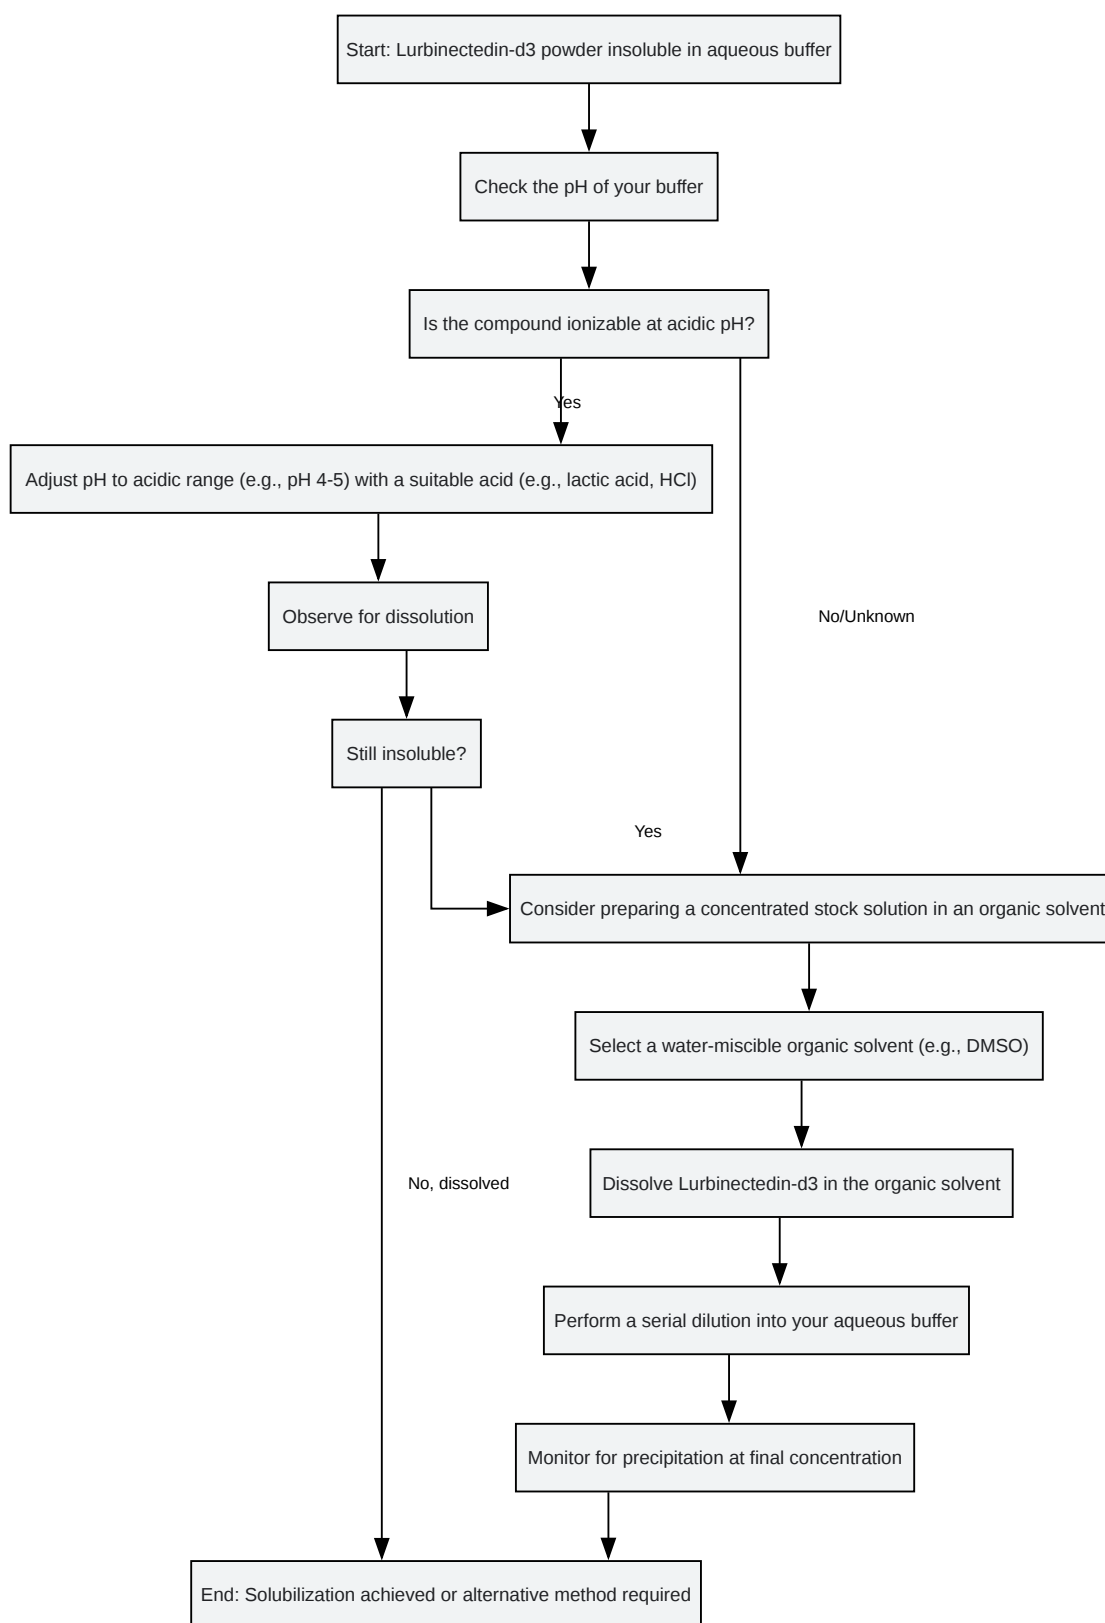 Start: Lurbinectedin-d3 powder insoluble in aqueous buffer
Check the pH of your buffer
Is the compound ionizable at acidic pH?
Yes
Adjust pH to acidic range (e.g., pH 4-5) with a suitable acid (e.g., lactic acid, HCl)
Observe for dissolution
No/Unknown
Still insoluble?
Yes
Consider preparing a concentrated stock solution in an organic solvent
Select a water-miscible organic solvent (e.g., DMSO)
Dissolve Lurbinectedin-d3 in the organic solvent
No, dissolved
Perform a serial dilution into your aqueous buffer
Monitor for precipitation at final concentration
End: Solubilization achieved or alternative method required